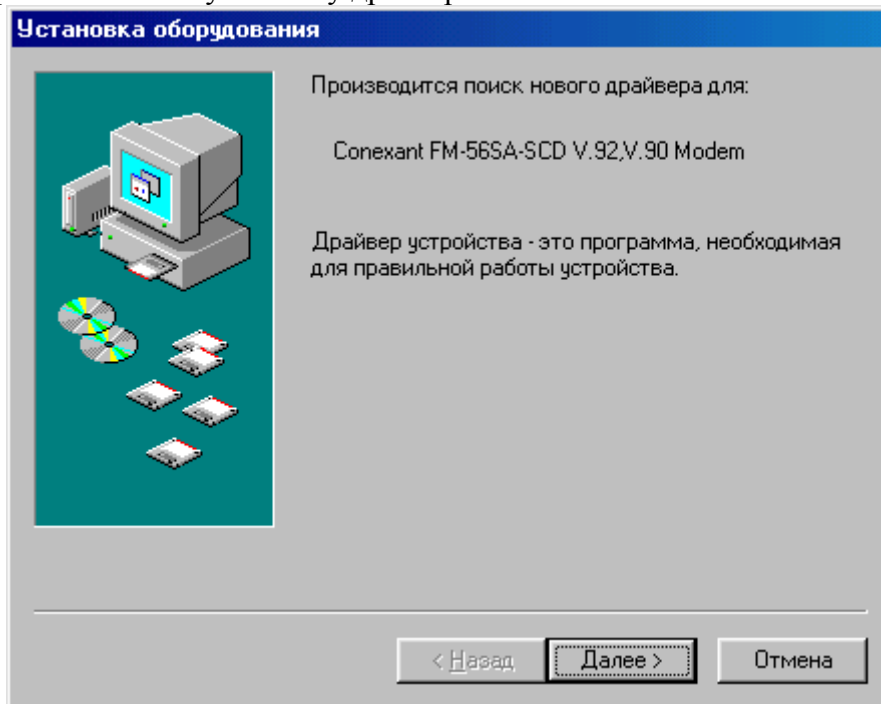 Установка оборудования
Производится поиск нового драйвера для:
Conexant FM-56SA-SCD V.92,V.90 Modem
Драйвер устройства - это программа, необходимая
для правильной работы устройства.
< Назад
Далее >
Отмена